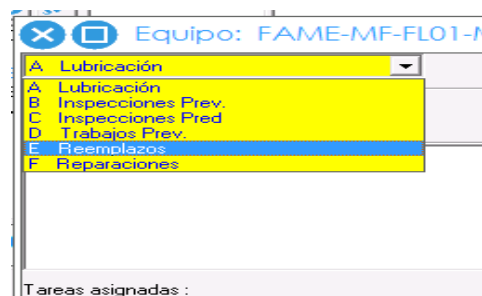 Equipo: FAME-MF-FL01-
A Lubricación
A Lubricación
B Inspecciones Prev.
C Inspecciones Pred
D Trabajos Prev.
E Reemplazos
F Reparaciones
Tareas asignadas :